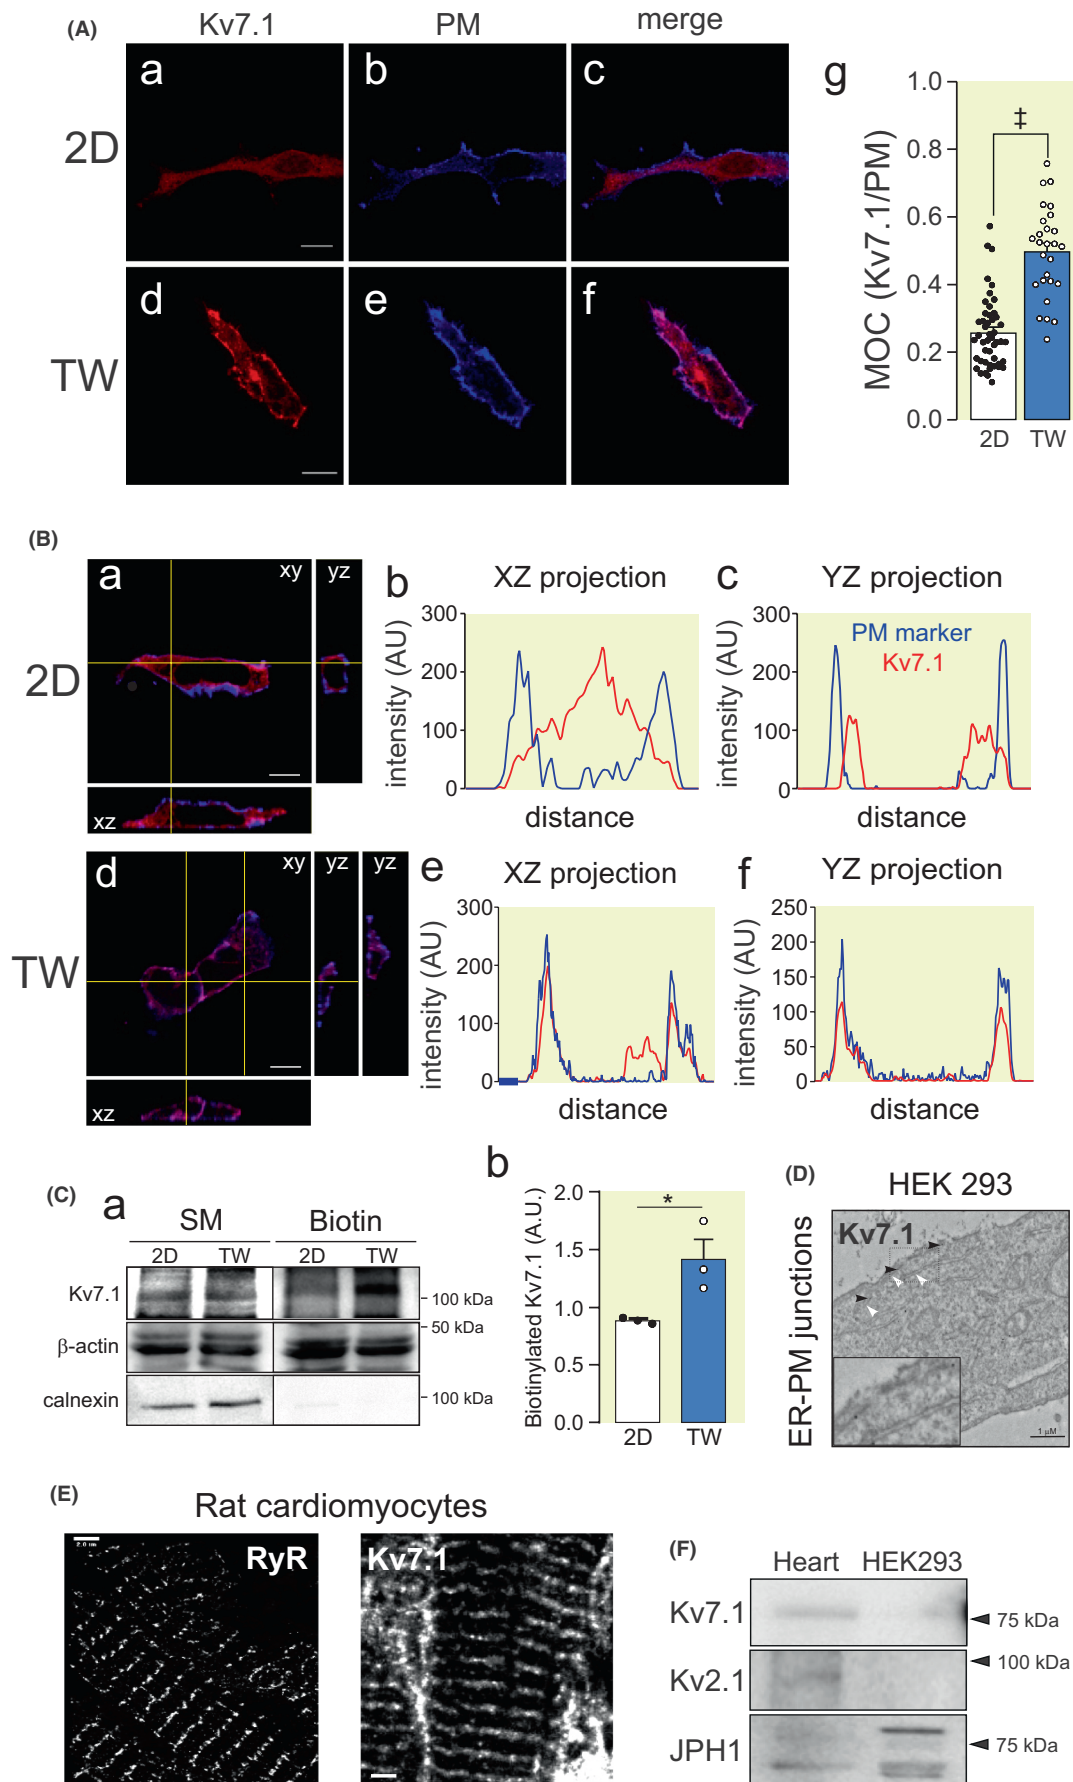 (A)
Kv7.1 PM merge
2D
a b c
TW
d e f
g
MOC (Kv7.1/PM)
1.0
0.8
0.6
0.4
0.2
0.0
‡
2D TW
(B)
2D
a xy yz
xz
b
XZ projection
intensity (AU)
300
200
100
0
distance
c
YZ projection
PM marker
Kv7.1
intensity (AU)
300
200
100
0
distance
TW
d xy yz yz
xz
e
XZ projection
intensity (AU)
300
200
100
0
distance
f
YZ projection
intensity (AU)
250
200
150
100
50
0
distance
(C)
a
SM Biotin
2D TW 2D TW
Kv7.1
100 kDa
50 kDa
β-actin
calnexin
100 kDa
b
Biotinylated Kv7.1 (A.U.)
2.0
1.5
1.0
0.5
0.0
*
2D TW
(D)
HEK 293
ER-PM junctions
Kv7.1
1 µM
(E)
Rat cardiomyocytes
2.0 um
RyR
Kv7.1
(F)
Heart HEK293
Kv7.1
75 kDa
Kv2.1
100 kDa
JPH1
75 kDa